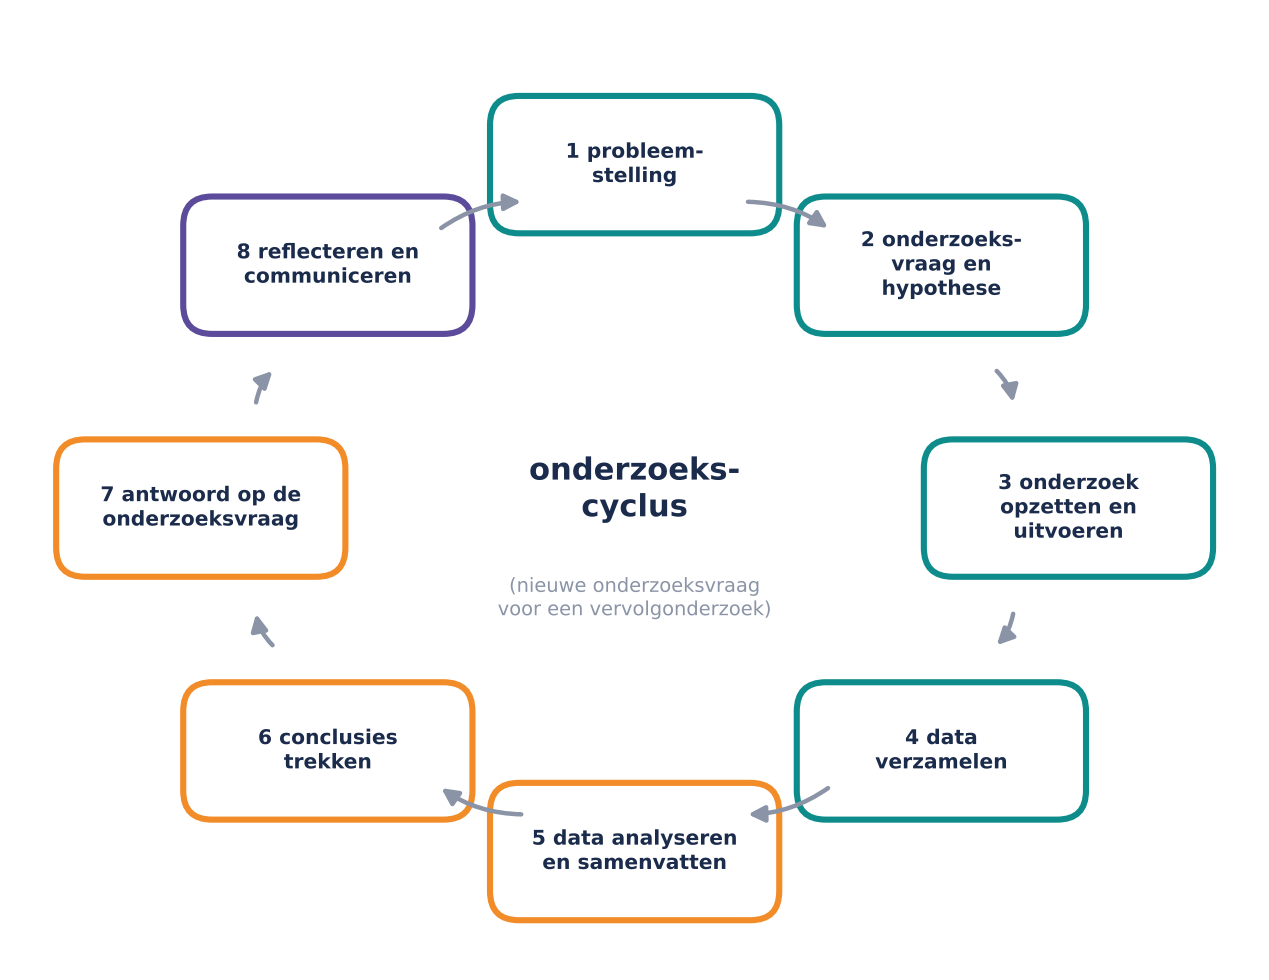 1 probleem-
stelling
2 onderzoeks-
vraag en
hypothese
3 onderzoek
opzetten en
uitvoeren
4 data
verzamelen
5 data analyseren
en samenvatten
6 conclusies
trekken
7 antwoord op de
onderzoeksvraag
8 reflecteren en
communiceren
onderzoeks-
cyclus
(nieuwe onderzoeksvraag
voor een vervolgonderzoek)